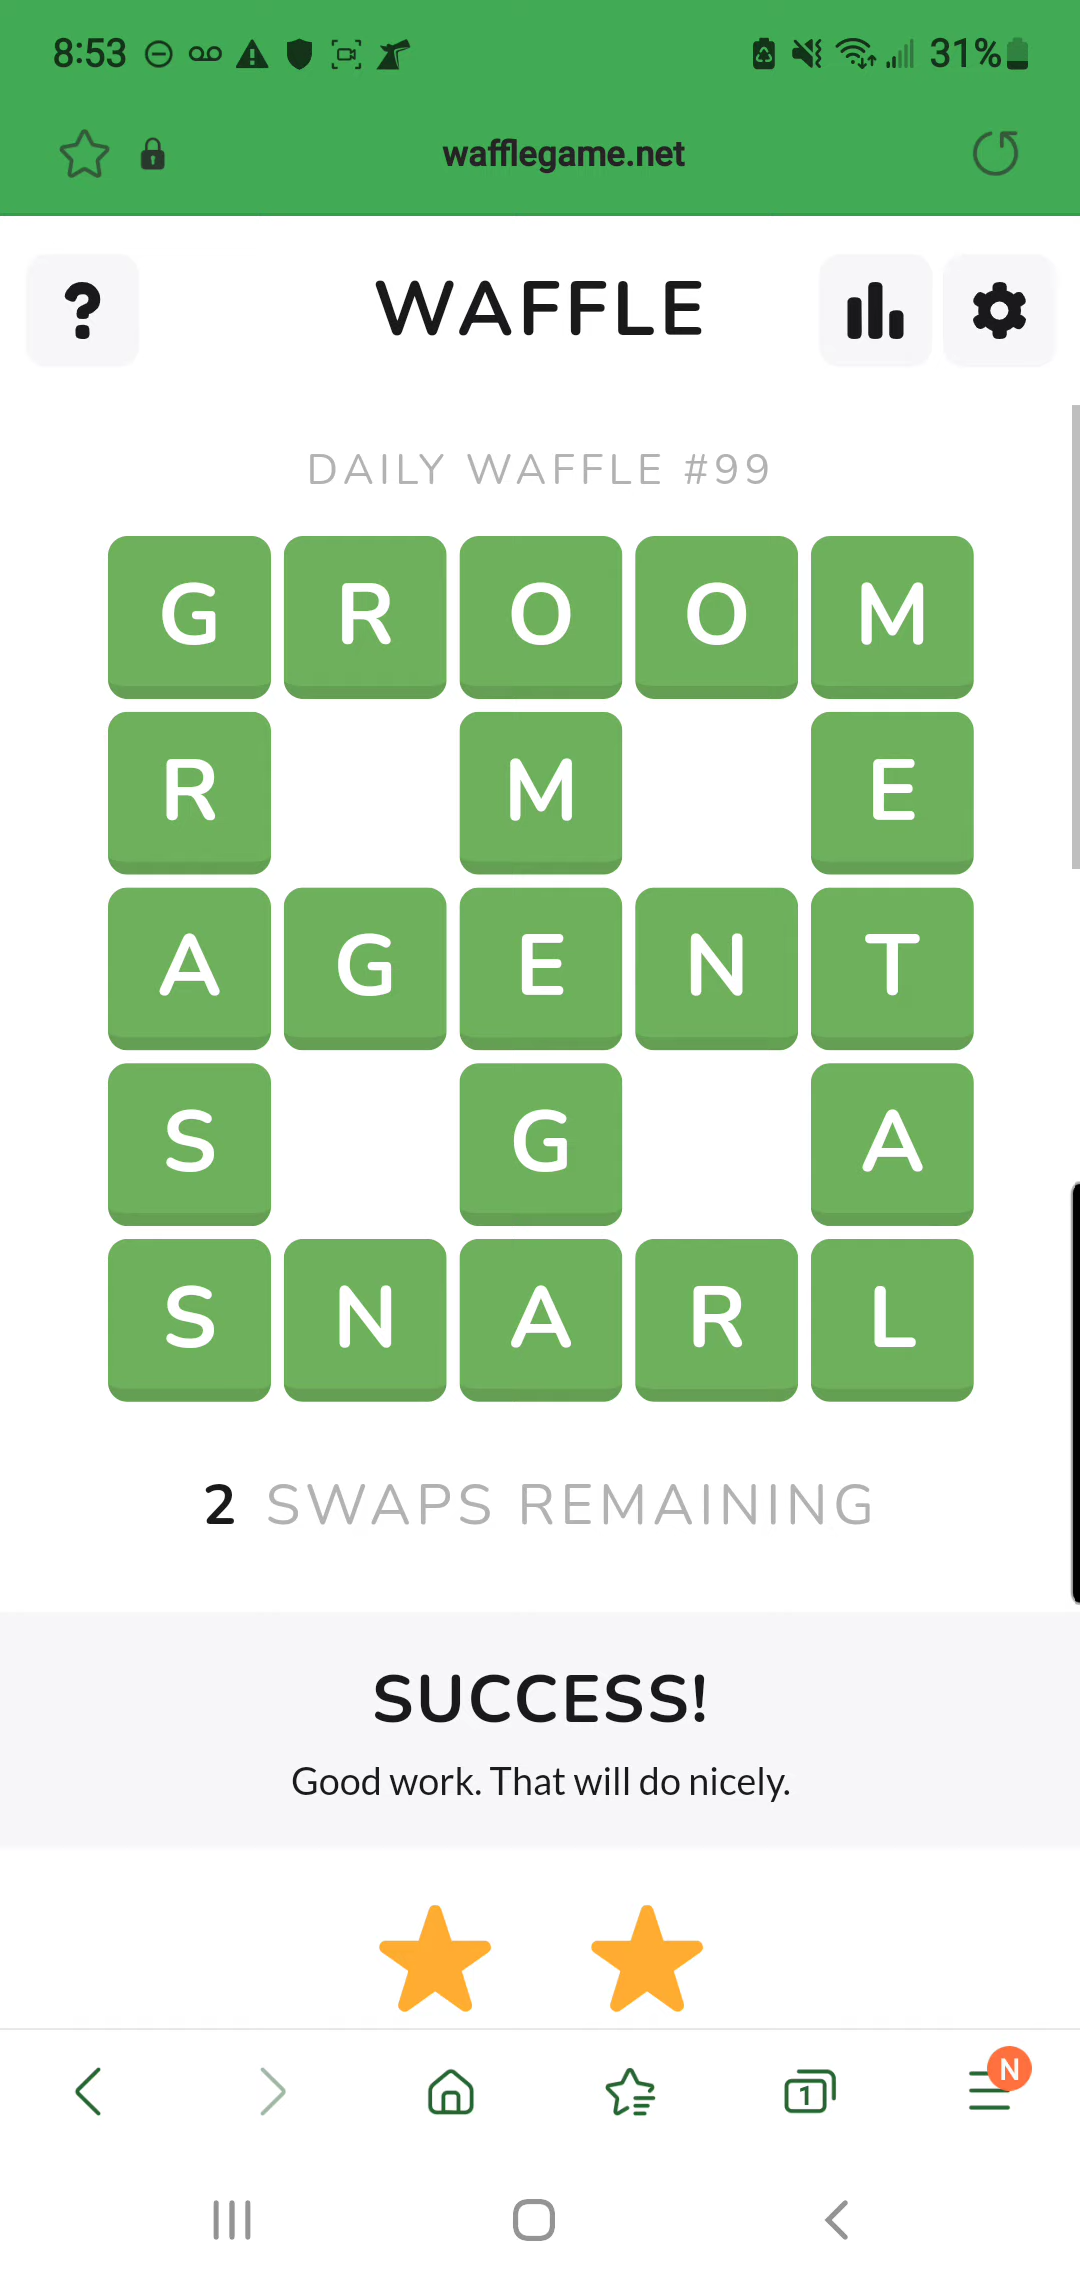 8:53 31%
wafflegame.net
? WAFFLE
DAILY WAFFLE #99
G R O O M
R M E
A G E N T
S G A
S N A R L
2 SWAPS REMAINING
SUCCESS!
Good work. That will do nicely.
1 N